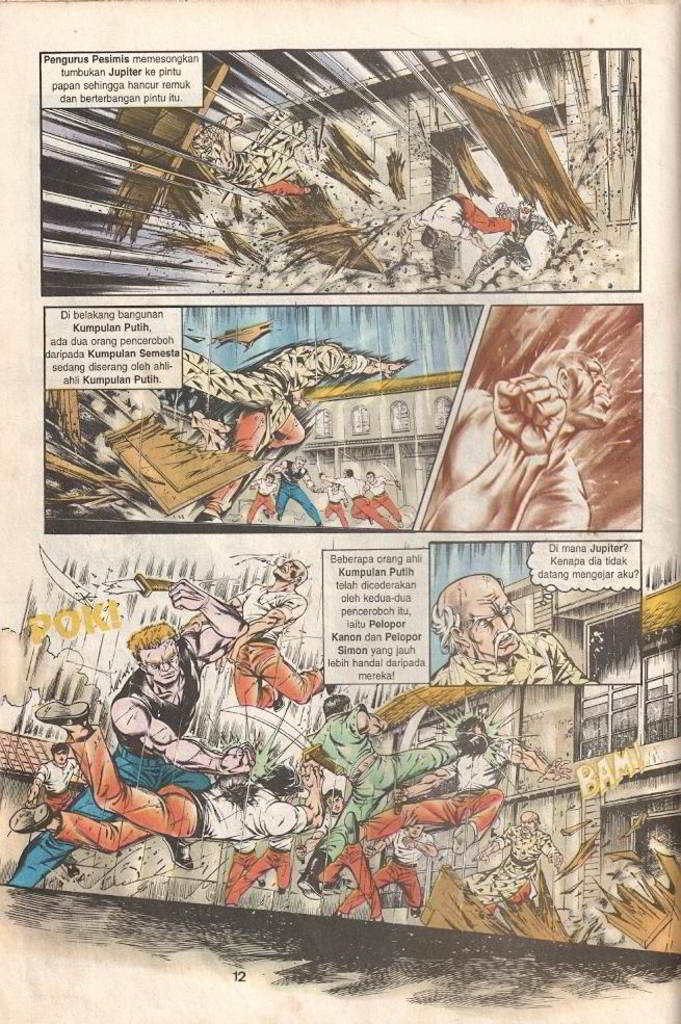 Pengurus Pesimis memesongkan
tumbukan Jupiter ke pintu
papan sehingga hancur remuk
dan berterbangan pintu itu.
Di belakang bangunan
Kumpulan Putih,
ada dua orang penceroboh
daripada Kumpulan Semesta
sedang diserang oleh ahli-
ahli Kumpulan Putih.
Beberapa orang ahli
Kumpulan Putih
telah dicederakan
oleh kedua-dua
penceroboh itu,
iaitu Pelopor
Kanon dan Pelopor
Simon yang jauh
lebih handal daripada
mereka!
Di mana Jupiter?
Kenapa dia tidak
datang mengejar aku?
POK!
BAM!
12